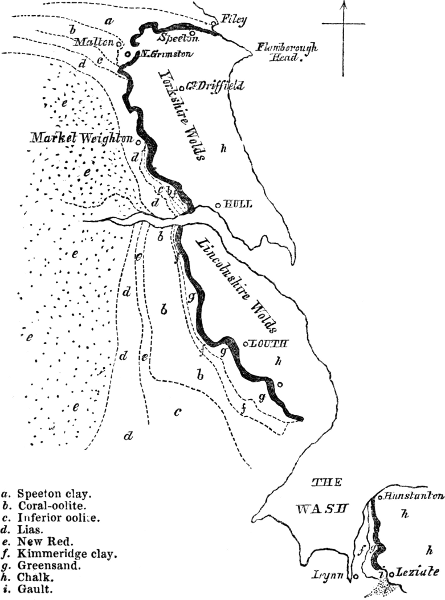 a
Filey
b
Malton
Speeton
N. Grimston
Flamborough
Head.
d
c
e
Gt. Driffield
Yorkshire Wolds
Market Weighton
h
d
e
c
b
d
HULL
b
e
f
Lincolnshire Wolds
e
d
g
b
LOUTH
g
h
d
e
b
g
f
e
c
d
a. Speeton clay.
b. Coral-oolite.
c. Inferior oolite.
d. Lias.
e. New Red.
f. Kimmeridge clay.
g. Greensand.
h. Chalk.
i. Gault.
THE
WASH
Hunstanton
h
f
h
Lynn
i
Leziate